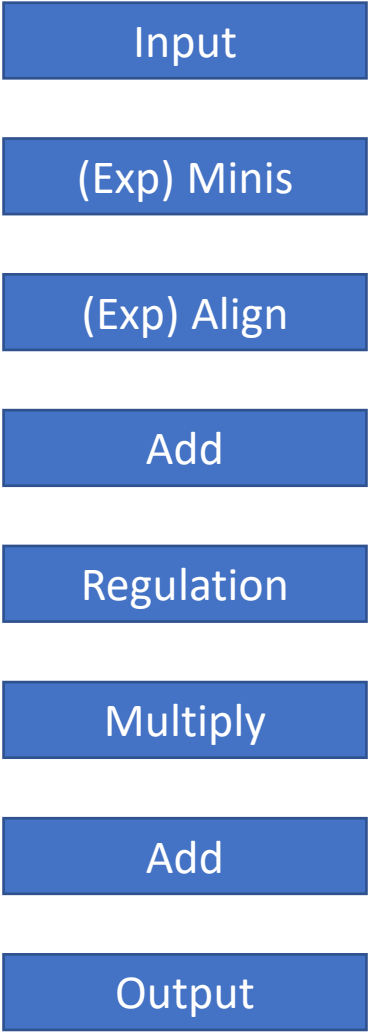 Input
(Exp) Minis
(Exp) Align
Add
Regulation
Multiply
Add
Output